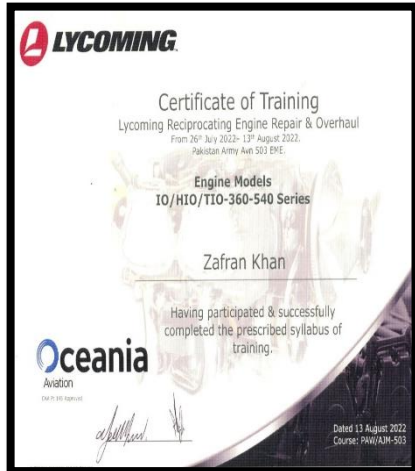 LYCOMING
Certificate of Training
Lycoming Reciprocating Engine Repair & Overhaul
From 26th July 2022- 13th August 2022.
Pakistan Army Avn 503 EME.
Engine Models
IO/HIO/TIO-360-540 Series
Zafran Khan
Having participated & successfully
completed the prescribed syllabus of
training.
Oceania
Aviation
Dated 13 August 2022
Course: PAW/AJM-503